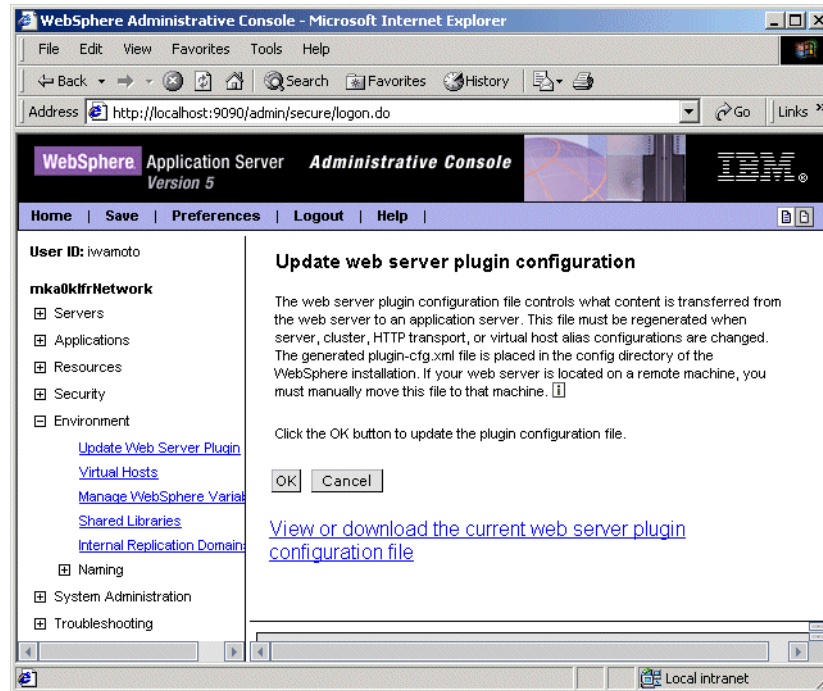 WebSphere Administrative Console - Microsoft Internet Explorer
File Edit View Favorites Tools Help
Back Search Favorites History
Address http://localhost:9090/admin/secure/logon.do Go Links »
WebSphere Application Server Administrative Console
Version 5
IBM®
Home | Save | Preferences | Logout | Help |
User ID: iwamoto
mka0klfrNetwork
Servers
Applications
Resources
Security
Environment
Update Web Server Plugin
Virtual Hosts
Manage WebSphere Variab
Shared Libraries
Internal Replication Domain
Naming
System Administration
Troubleshooting
Update web server plugin configuration
The web server plugin configuration file controls what content is transferred from
the web server to an application server. This file must be regenerated when
server, cluster, HTTP transport, or virtual host alias configurations are changed.
The generated plugin-cfg.xml file is placed in the config directory of the
WebSphere installation. If your web server is located on a remote machine, you
must manually move this file to that machine. i
Click the OK button to update the plugin configuration file.
OK Cancel
View or download the current web server plugin
configuration file
Local intranet